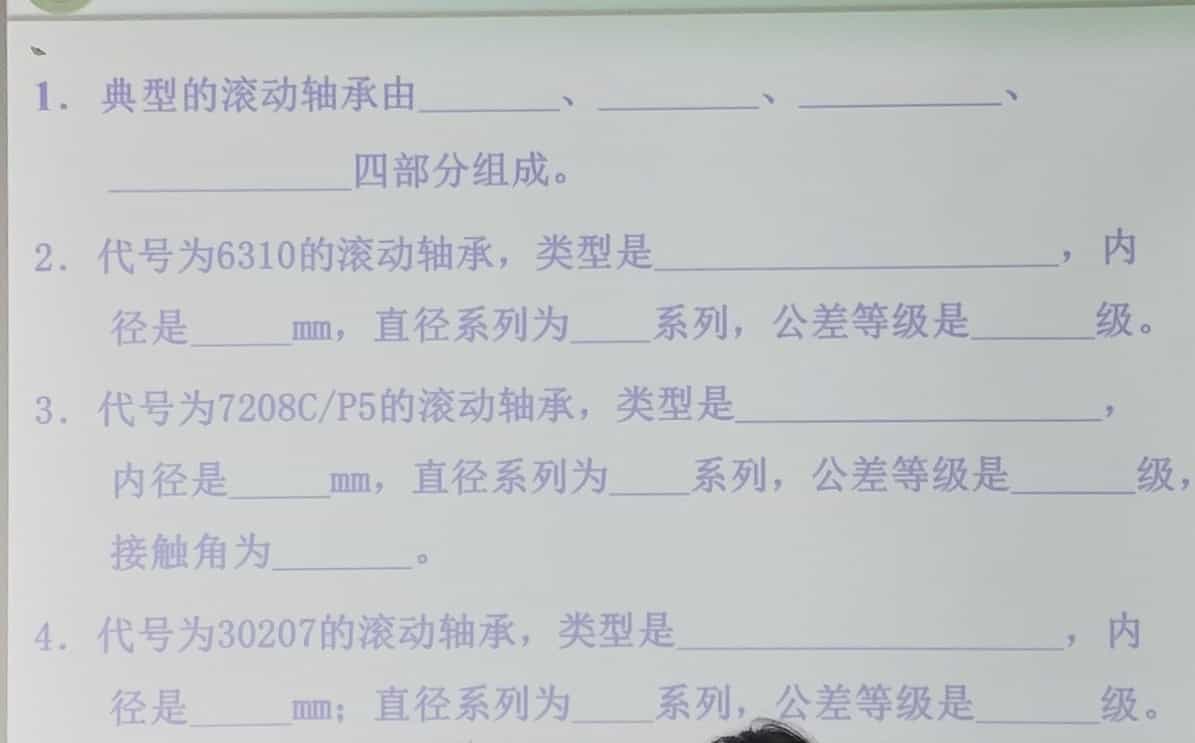 1. 典型的滚动轴承由_______、________、__________、
____________四部分组成。
2. 代号为6310的滚动轴承，类型是____________________，内
径是_____mm，直径系列为____系列，公差等级是______级。
3. 代号为7208C/P5的滚动轴承，类型是__________________，
内径是_____mm，直径系列为____系列，公差等级是______级，
接触角为_______。
4. 代号为30207的滚动轴承，类型是___________________，内
径是_____mm；直径系列为____系列，公差等级是______级。